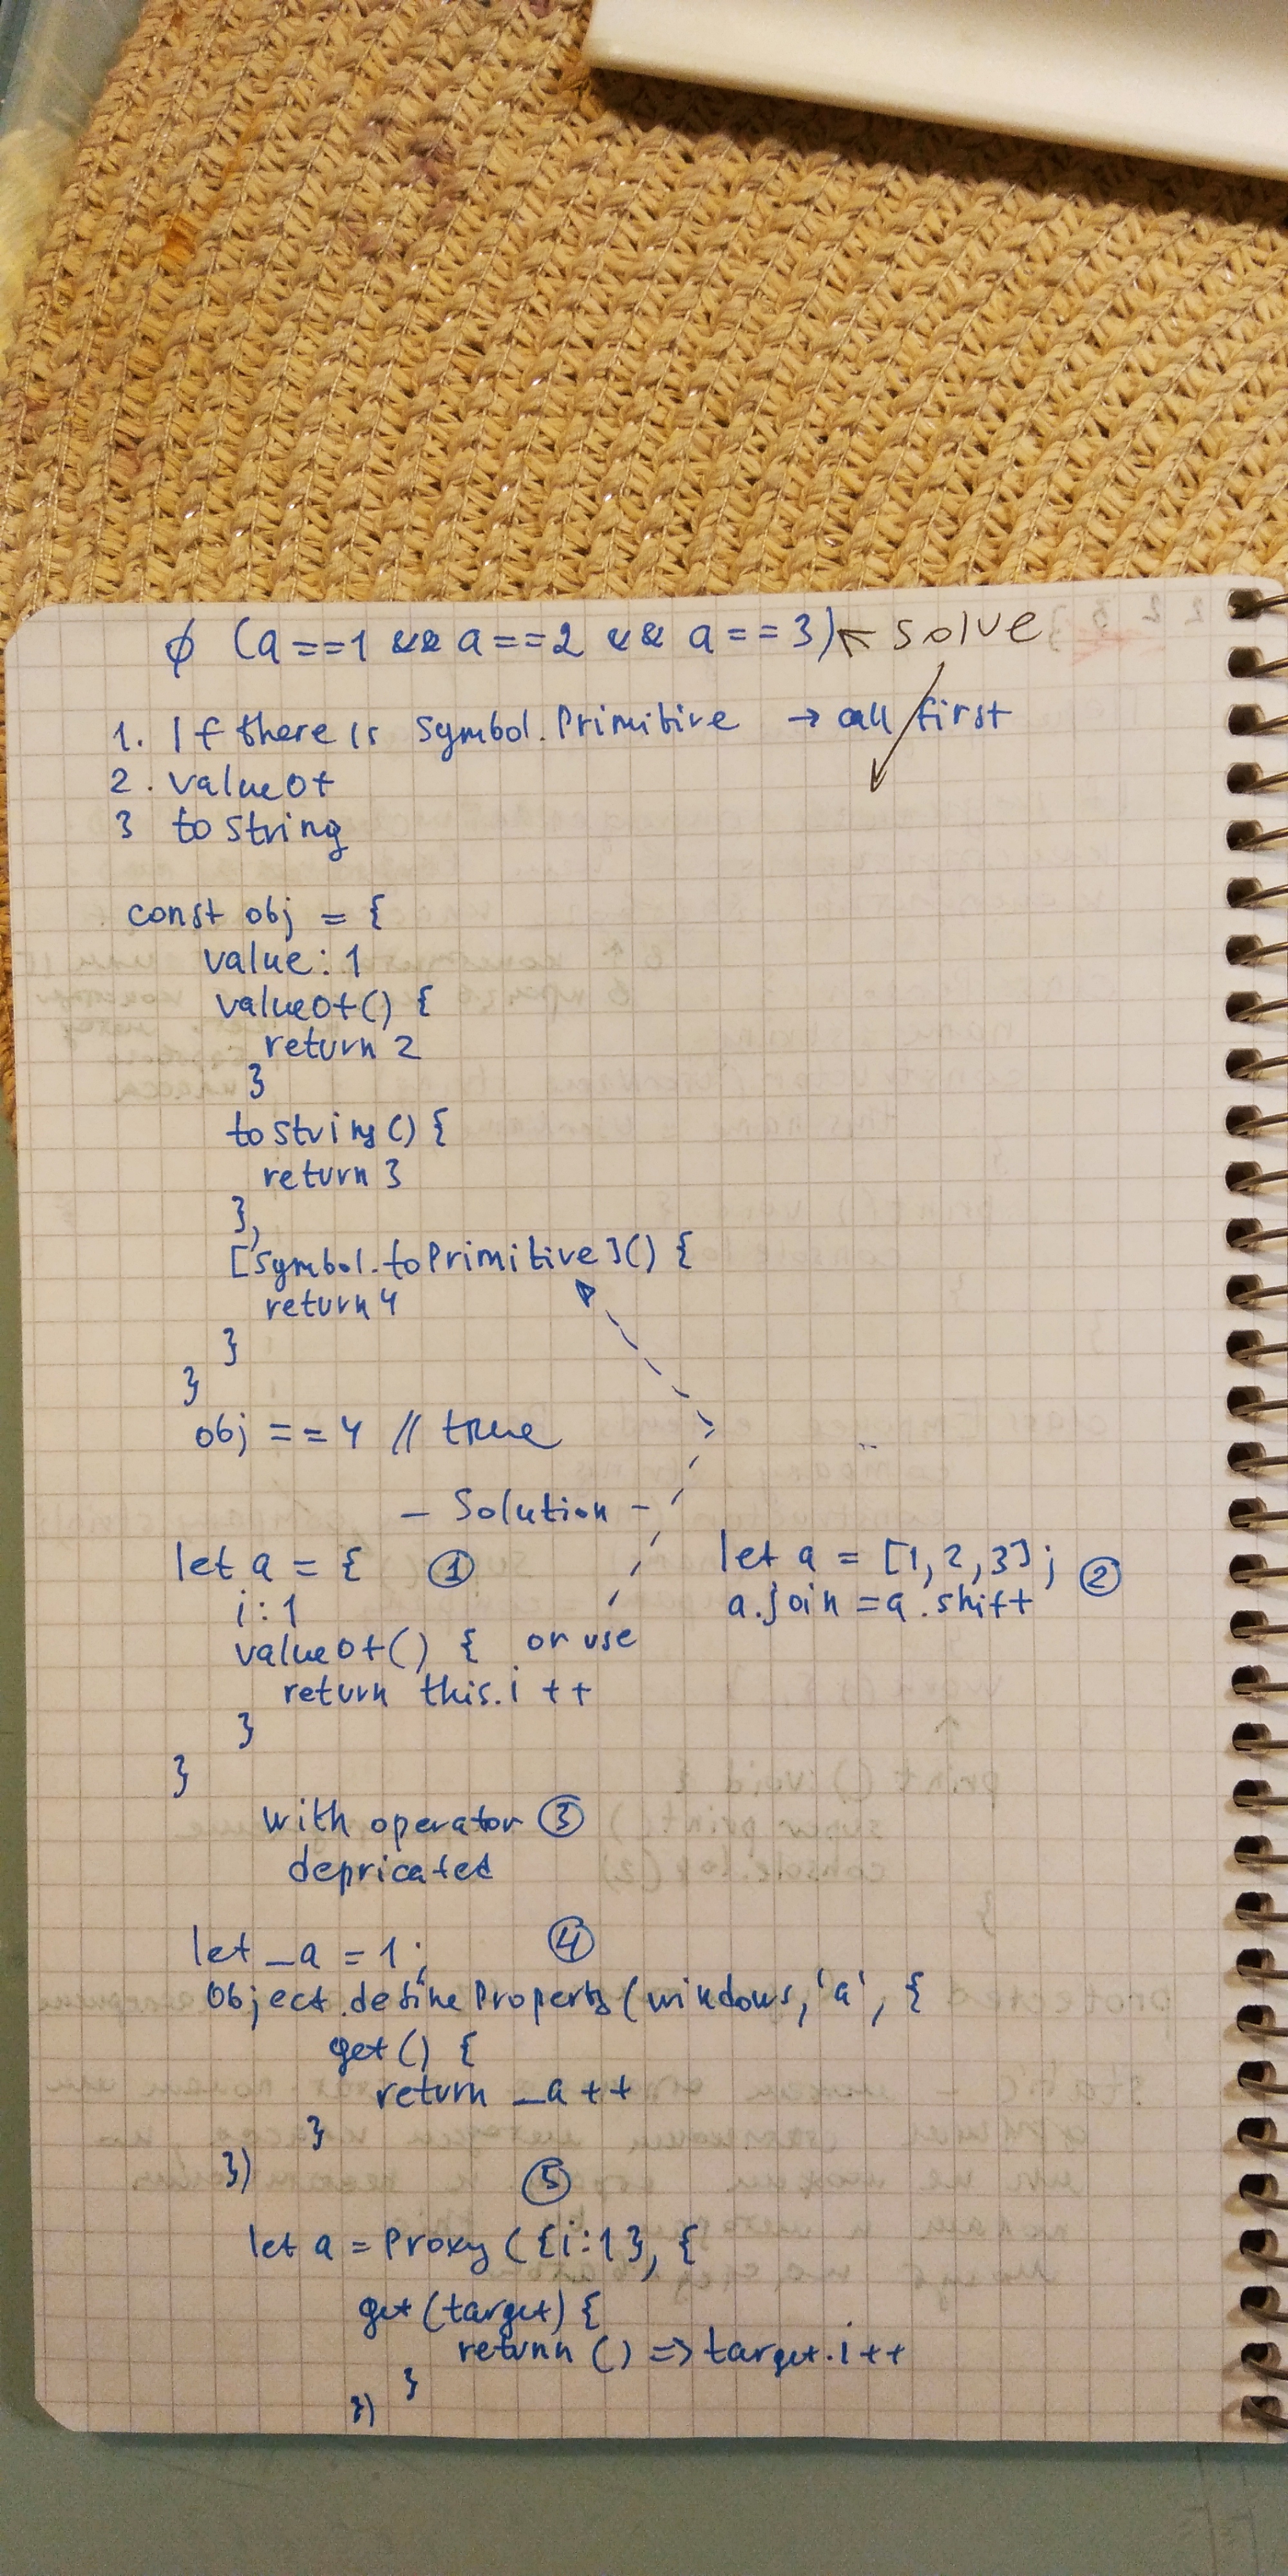 ∅ (a==1 && a==2 && a==3) ← solve
1. If there is Symbol.Primitive → call first
2. valueOf
3 toString
const obj = {
value: 1
valueOf() {
return 2
}
toString() {
return 3
},
[Symbol.toPrimitive]() {
return 4
}
}
obj == 4 // true
- Solution -
let a = { ①
i:1
valueOf() { or use
return this.i ++
}
}
let a = [1,2,3]; ②
a.join = a.shift
with operator ③
depricated
let _a = 1; ④
Object.defineProperty(windows, 'a', {
get() {
return _a ++
}
})
⑤
let a = Proxy ({i:1}, {
get (target) {
return () => target.i ++
}
})